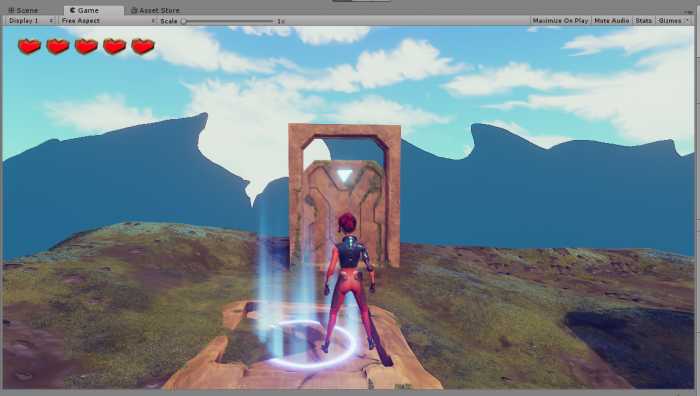 Scene Game Asset Store
Display 1 Free Aspect Scale 1x Maximize On Play Mute Audio Stats Gizmos